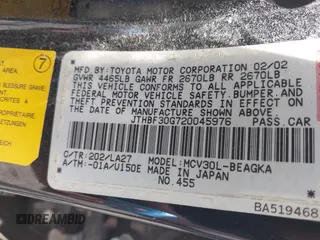 AREA
7
BLEASURE GRAVE
MFD. BY: TOYOTA MOTOR CORPORATION 02/02
GVWR 4465LB GAWR FR 2670LB RR 2670LB
THIS VEHICLE CONFORMS TO ALL APPLICABLE
FEDERAL MOTOR VEHICLE SAFETY, BUMPER, AND
THEFT PREVENTION STANDARDS IN EFFECT ON
THE DATE OF MANUFACTURE SHOWN ABOVE.
JTHBF30G720045976 PASS.CAR
C/TR:202/LA27 MODEL:MCV30L-BEAGKA
A/TM:-01A/U150E MADE IN JAPAN
NO.455
BA519468
DREAMBID